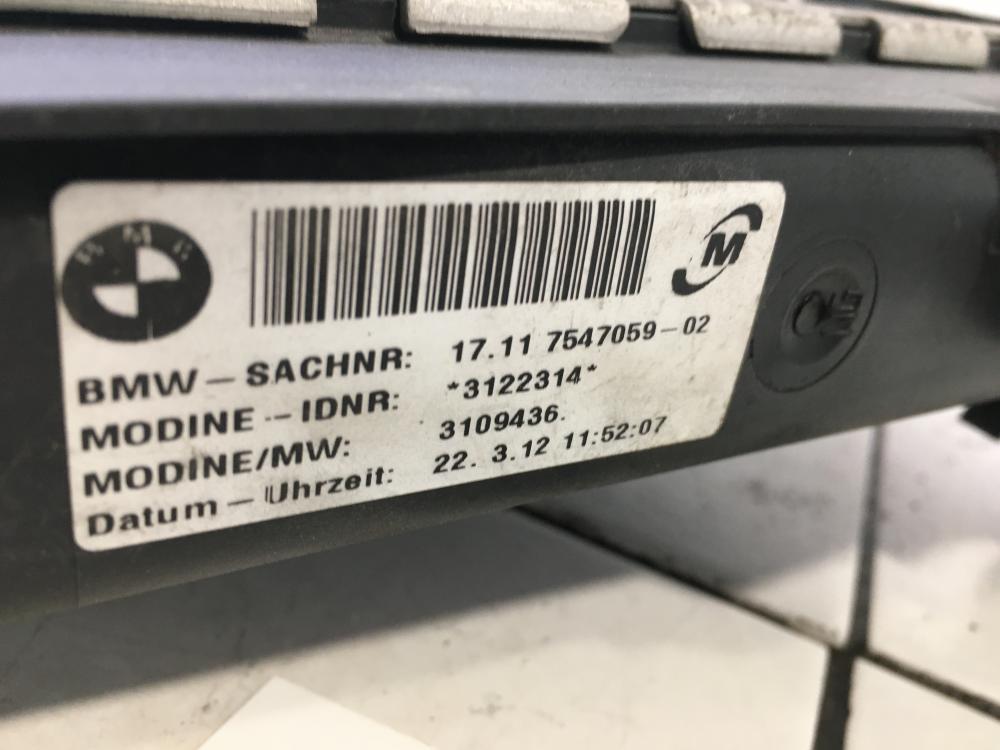 BMW
M
BMW-SACHNR: 17.11 7547059-02
MODINE--IDNR: *3122314*
MODINE/MW: 3109436.
Datum-Uhrzeit: 22. 3.12 11:52:07